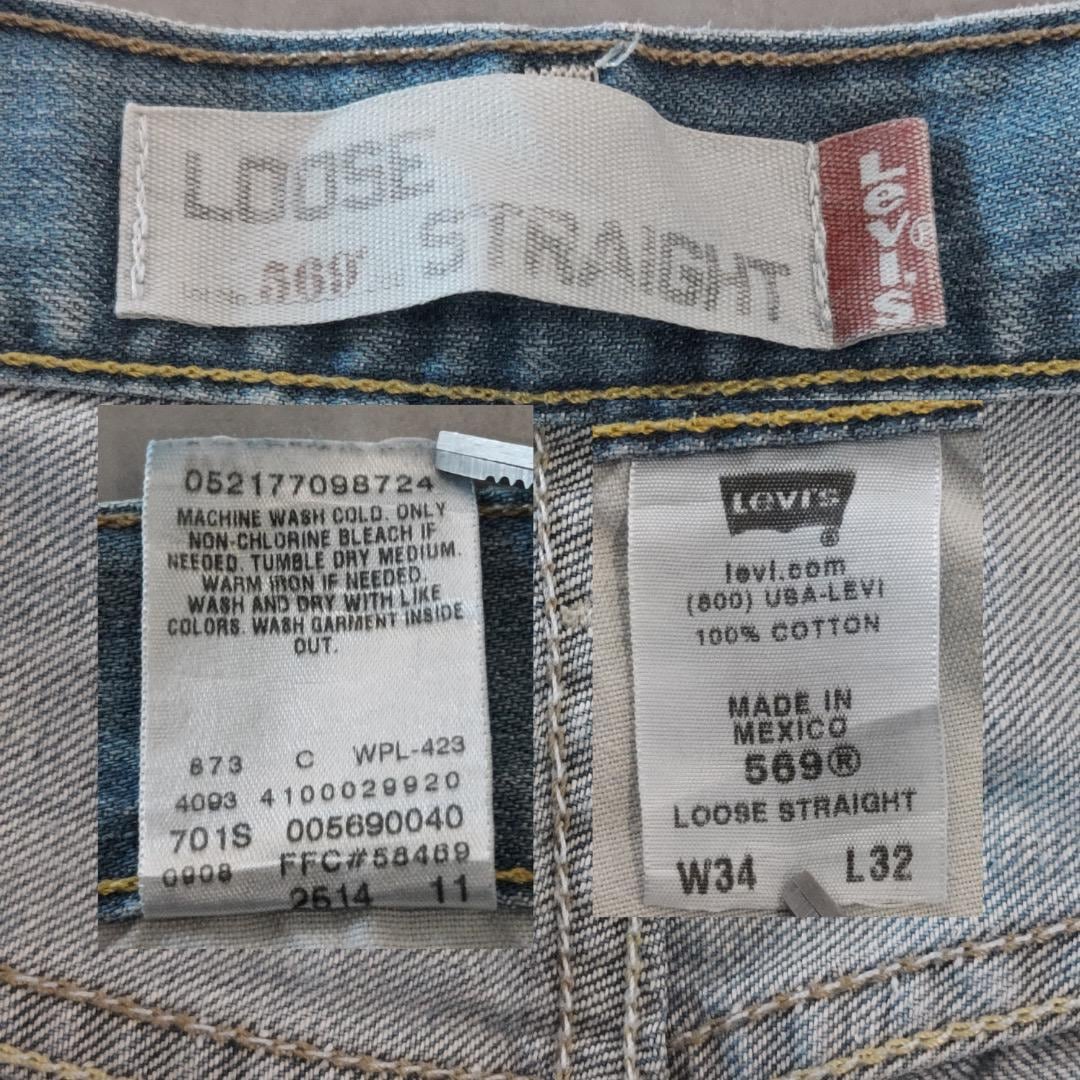 LOOSE
STRAIGHT
569®
LEVI'S®
052177098724
MACHINE WASH COLD. ONLY
NON-CHLORINE BLEACH IF
NEEDED. TUMBLE DRY MEDIUM.
WARM IRON IF NEEDED.
WASH AND DRY WITH LIKE
COLORS. WASH GARMENT INSIDE
OUT.
873 C WPL-423
4093 4100029920
701S 005690040
0908 FFC#58469
2514 11
LEVI'S®
levi.com
(800) USA-LEVI
100% COTTON
MADE IN
MEXICO
569®
LOOSE STRAIGHT
W34 L32